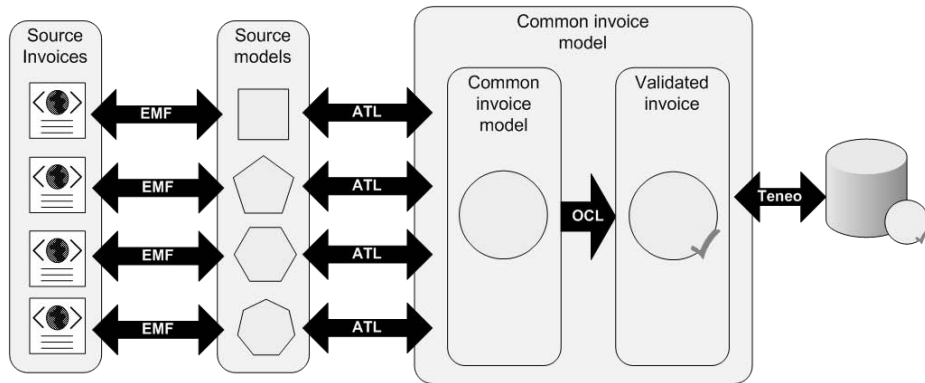 Source
Invoices
Source
models
Common invoice
model
Common
invoice
model
Validated
invoice
EMF
ATL
EMF
ATL
OCL
Teneo
EMF
ATL
EMF
ATL